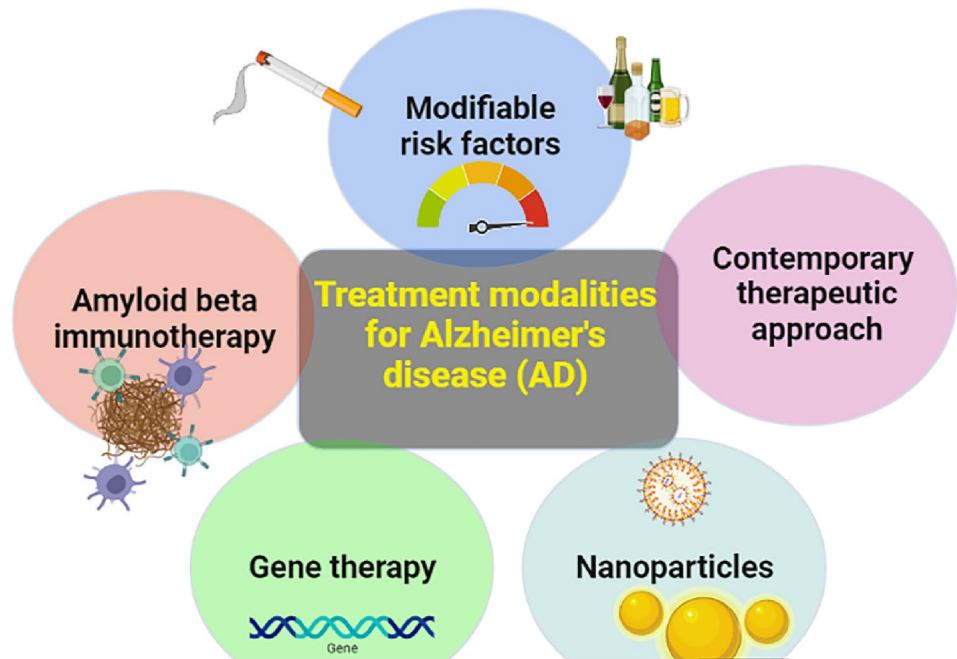 Modifiable
risk factors
Contemporary
therapeutic
approach
Amyloid beta
immunotherapy
Treatment modalities
for Alzheimer's
disease (AD)
Gene therapy
Gene
Nanoparticles